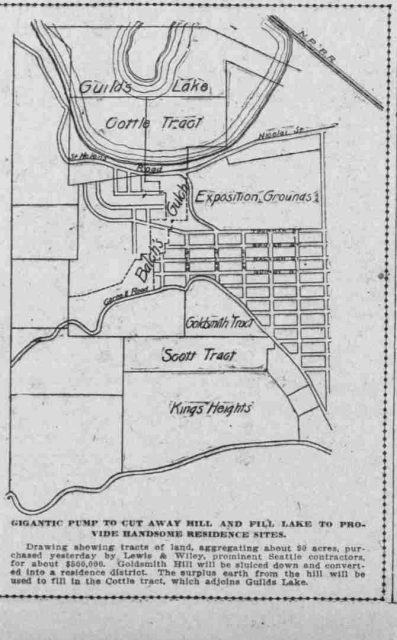 N.P.R.R.
Guilds Lake
Cottle Tract
Nicolai St.
St Helens
Road
Exposition Grounds
Balch's Gulch
Cornell Road
Goldsmith Tract
Scott Tract
Kings Heights
GIGANTIC PUMP TO CUT AWAY HILL AND FILL LAKE TO PRO-
VIDE HANDSOME RESIDENCE SITES.
Drawing showing tracts of land, aggregating about 90 acres, pur-
chased yesterday by Lewis & Wiley, prominent Seattle contractors,
for about $500,000. Goldsmith Hill will be sluiced down and convert-
ed into a residence district. The surplus earth from the hill will be
used to fill in the Cottle tract, which adjoins Guilds Lake.